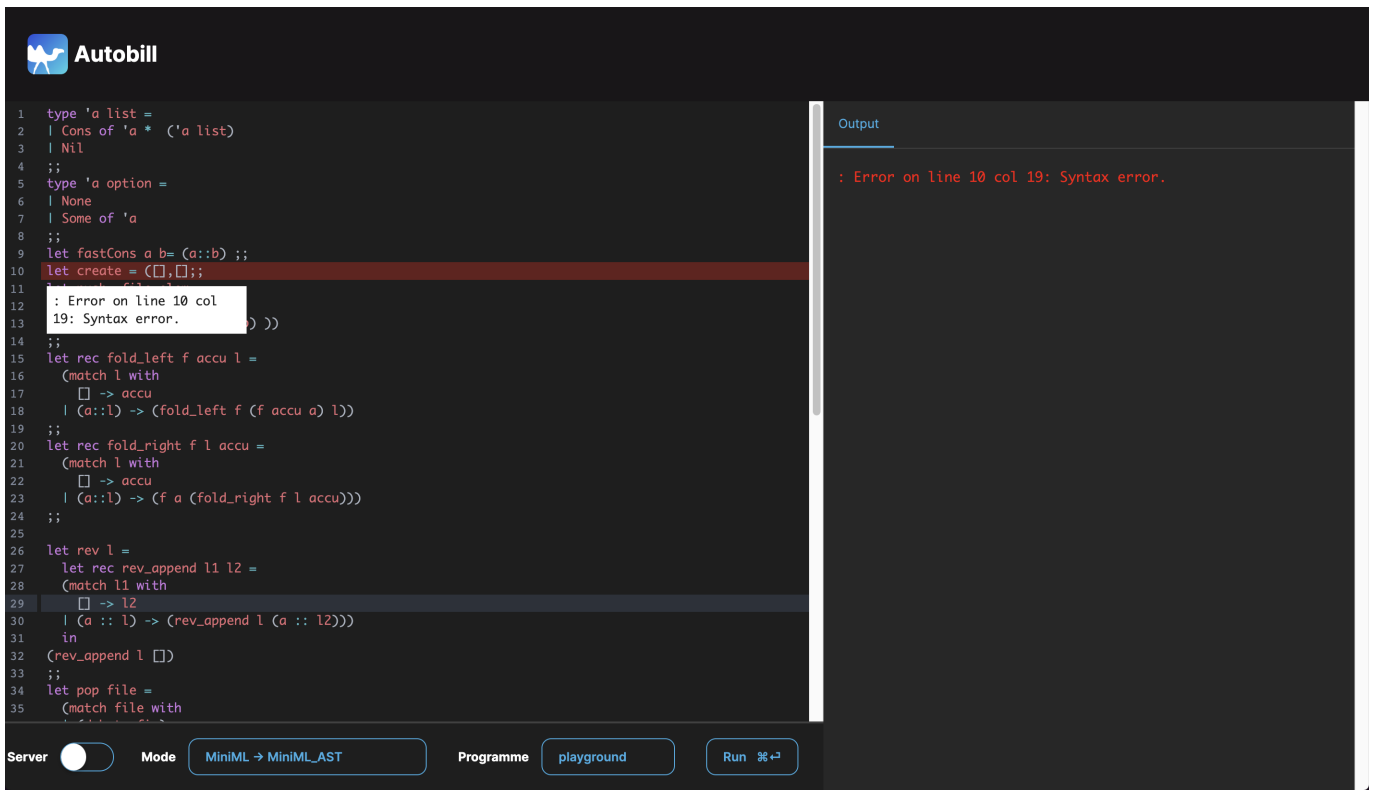 Autobill
1 type 'a list =
2 | Cons of 'a *  ('a list)
3 | Nil
4 ;;
5 type 'a option =
6 | None
7 | Some of 'a
8 ;;
9 let fastCons a b= (a::b) ;;
10 let create = ([],[];;
11
12
: Error on line 10 col
19: Syntax error.
13 ) ))
14 ;;
15 let rec fold_left f accu l =
16   (match l with
17     [] -> accu
18   | (a::l) -> (fold_left f (f accu a) l))
19 ;;
20 let rec fold_right f l accu =
21   (match l with
22     [] -> accu
23   | (a::l) -> (f a (fold_right f l accu)))
24 ;;
25
26 let rev l =
27   let rec rev_append l1 l2 =
28   (match l1 with
29     [] -> l2
30   | (a :: l) -> (rev_append l (a :: l2)))
31   in
32 (rev_append l [])
33 ;;
34 let pop file =
35   (match file with
Output
: Error on line 10 col 19: Syntax error.
Server
Mode
MiniML → MiniML_AST
Programme
playground
Run ⌘⏎